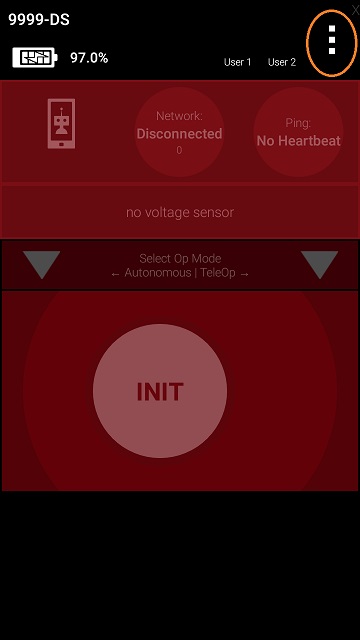 9999-DS
97.0%
User 1 User 2
Network:
Disconnected
0
Ping:
No Heartbeat
no voltage sensor
Select Op Mode
← Autonomous | TeleOp →
INIT